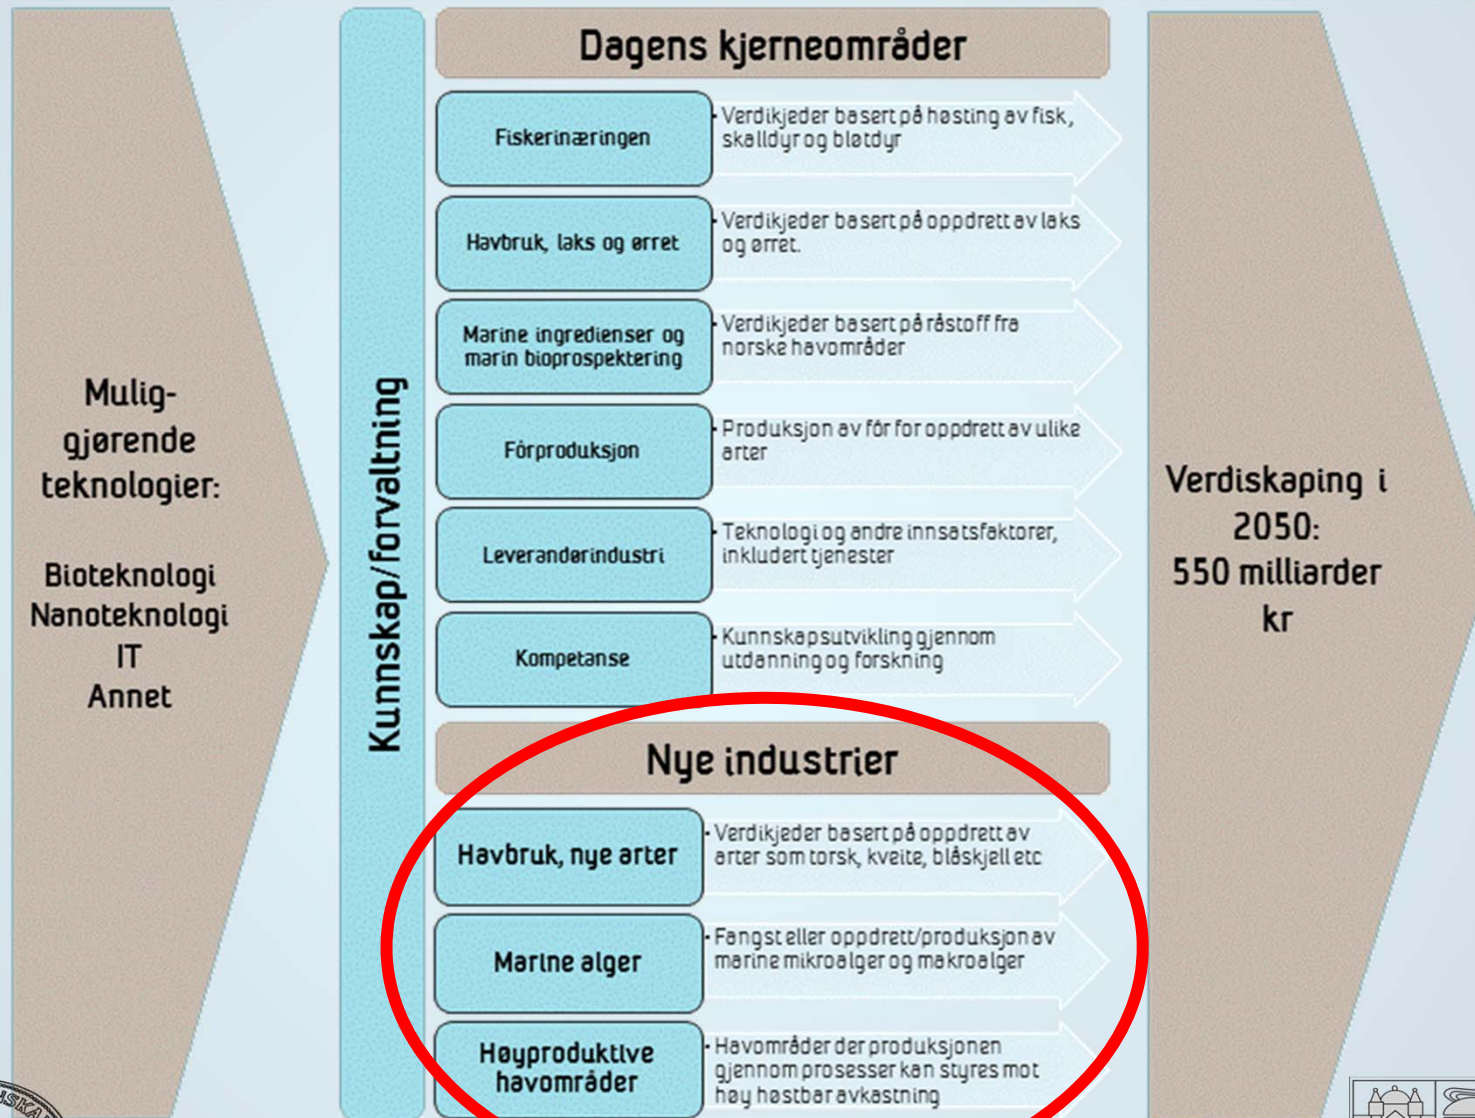 Mulig-
gjørende
teknologier:
Bioteknologi
Nanoteknologi
IT
Annet
Kunnskap/forvaltning
Dagens kjerneområder
Fiskerinæringen
· Verdikjeder basert på høsting av fisk,
skalldyr og bløtdyr
Havbruk, laks og ørret
· Verdikjeder basert på oppdrett av laks
og ørret.
Marine ingredienser og
marin bioprospektering
· Verdikjeder basert på råstoff fra
norske havområder
Fôrproduksjon
· Produksjon av fôr for oppdrett av ulike
arter
Leverandørindustri
· Teknologi og andre innsatsfaktorer,
inkludert tjenester
Kompetanse
· Kunnskapsutvikling gjennom
utdanning og forskning
Nye industrier
Havbruk, nye arter
· Verdikjeder basert på oppdrett av
arter som torsk, kveite, blåskjell etc
Marine alger
· Fangst eller oppdrett/produksjon av
marine mikroalger og makroalger
Høyproduktive
havområder
· Havområder der produksjonen
gjennom prosesser kan styres mot
høy høstbar avkastning
Verdiskaping i
2050:
550 milliarder
kr